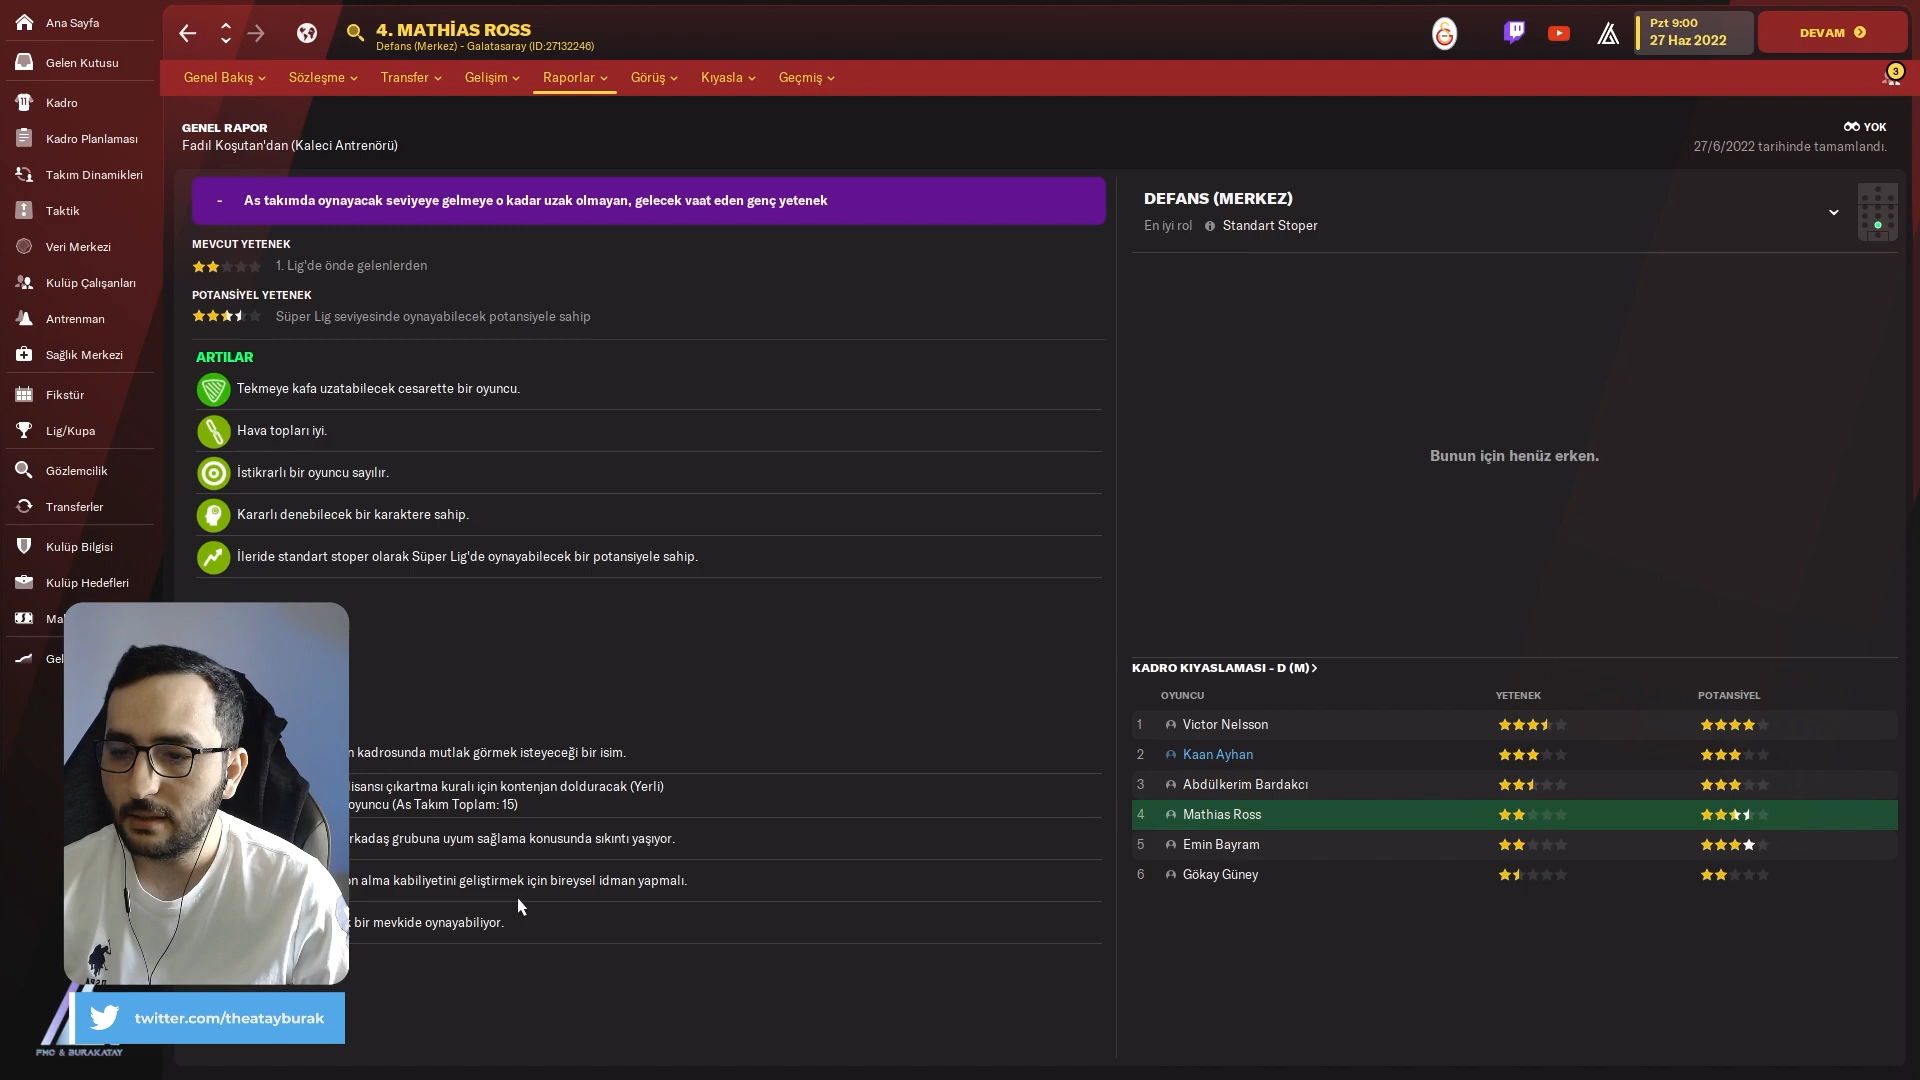 Ana Sayfa
Gelen Kutusu
Kadro
Kadro Planlaması
Takım Dinamikleri
Taktik
Veri Merkezi
Kulüp Çalışanları
Antrenman
Sağlık Merkezi
Fikstür
Lig/Kupa
Gözlemcilik
Transferler
Kulüp Bilgisi
Kulüp Hedefleri
4. MATHİAS ROSS
Defans (Merkez) - Galatasaray (ID:27132246)
Pzt 9:00
27 Haz 2022
DEVAM
Genel Bakış
Sözleşme
Transfer
Gelişim
Raporlar
Görüş
Kıyasla
Geçmiş
3
GENEL RAPOR
Fadıl Koşutan'dan (Kaleci Antrenörü)
YOK
27/6/2022 tarihinde tamamlandı.
- As takımda oynayacak seviyeye gelmeye o kadar uzak olmayan, gelecek vaat eden genç yetenek
MEVCUT YETENEK
1. Lig'de önde gelenlerden
POTANSİYEL YETENEK
Süper Lig seviyesinde oynayabilecek potansiyele sahip
ARTILAR
Tekmeye kafa uzatabilecek cesarette bir oyuncu.
Hava topları iyi.
İstikrarlı bir oyuncu sayılır.
Kararlı denebilecek bir karaktere sahip.
İleride standart stoper olarak Süper Lig'de oynayabilecek bir potansiyele sahip.
kadrosunda mutlak görmek isteyeceği bir isim.
lisansı çıkartma kuralı için kontenjan dolduracak (Yerli)
oyuncu (As Takım Toplam: 15)
rkadaş grubuna uyum sağlama konusunda sıkıntı yaşıyor.
on alma kabiliyetini geliştirmek için bireysel idman yapmalı.
bir mevkide oynayabiliyor.
DEFANS (MERKEZ)
En iyi rol Standart Stoper
Bunun için henüz erken.
KADRO KIYASLAMASI - D (M)
OYUNCU YETENEK POTANSİYEL
1 Victor Nelsson
2 Kaan Ayhan
3 Abdülkerim Bardakcı
4 Mathias Ross
5 Emin Bayram
6 Gökay Güney
twitter.com/theatayburak
FMC & BURAKATAY